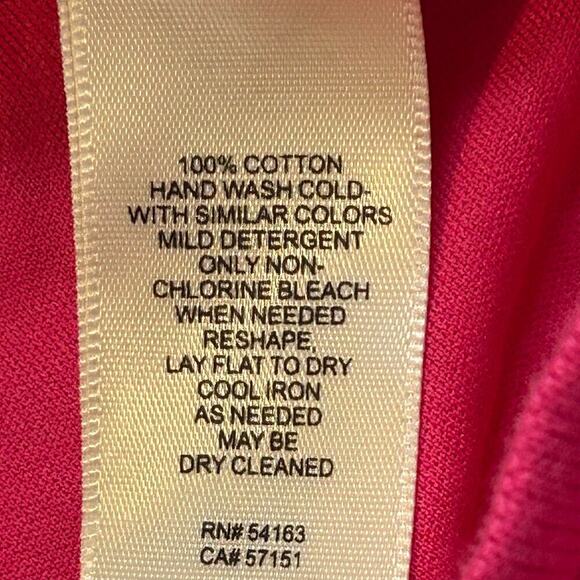 100% COTTON
HAND WASH COLD-
WITH SIMILAR COLORS
MILD DETERGENT
ONLY NON-
CHLORINE BLEACH
WHEN NEEDED
RESHAPE,
LAY FLAT TO DRY
COOL IRON
AS NEEDED
MAY BE
DRY CLEANED
RN# 54163
CA# 57151